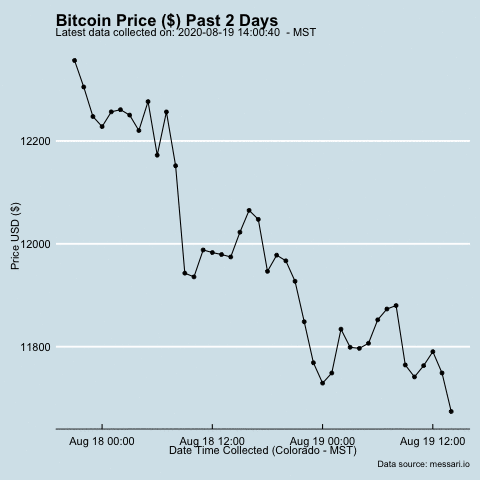 Bitcoin Price ($) Past 2 Days
Latest data collected on: 2020-08-19 14:00:40  - MST
12200
12000
11800
Price USD ($)
Aug 18 00:00 Aug 18 12:00 Aug 19 00:00 Aug 19 12:00
Date Time Collected (Colorado - MST)
Data source: messari.io